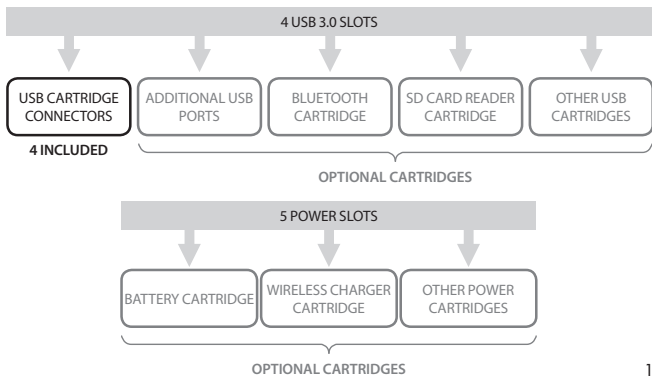 4 USB 3.0 SLOTS
USB CARTRIDGE
CONNECTORS
ADDITIONAL USB
PORTS
BLUETOOTH
CARTRIDGE
SD CARD READER
CARTRIDGE
OTHER USB
CARTRIDGES
4 INCLUDED
OPTIONAL CARTRIDGES
5 POWER SLOTS
BATTERY CARTRIDGE
WIRELESS CHARGER
CARTRIDGE
OTHER POWER
CARTRIDGES
OPTIONAL CARTRIDGES
1